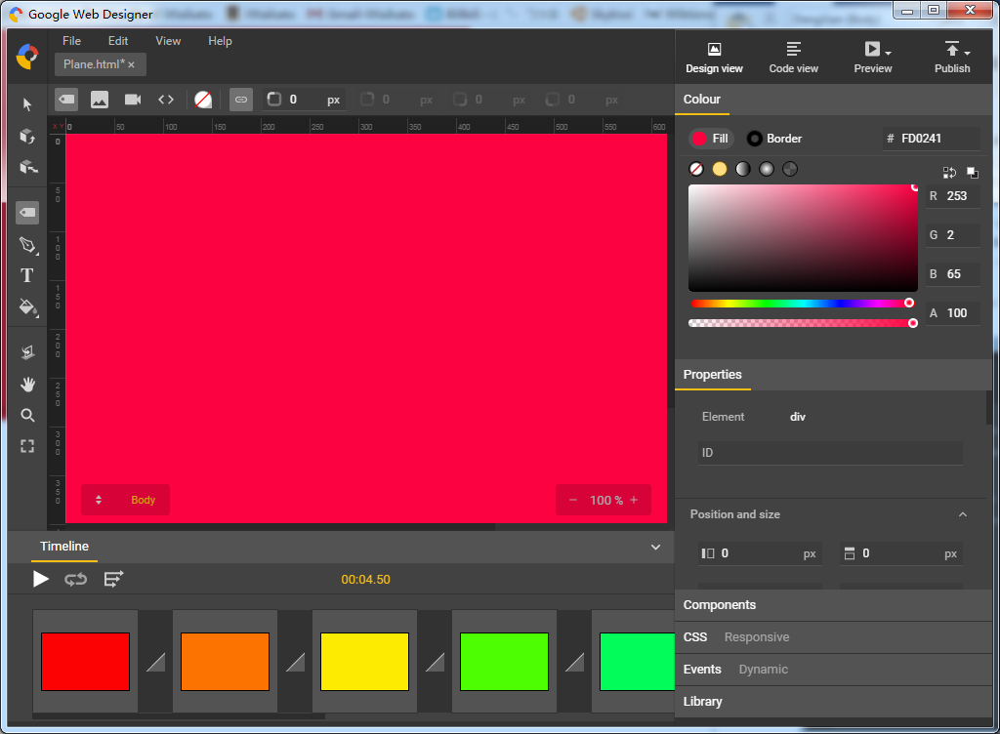 Google Web Designer
File Edit View Help
Plane.html* ×
Design view Code view Preview Publish
0 px 0 px 0 px 0 px
X, Y 0 50 100 150 200 250 300 350 400 450 500 550 600
0
50
100
150
200
250
300
350
Colour
Fill Border # FD0241
R 253
G 2
B 65
A 100
Properties
Element div
ID
Position and size
0 px 0 px
T
Body
− 100 % +
Timeline
00:04.50
Components
CSS Responsive
Events Dynamic
Library